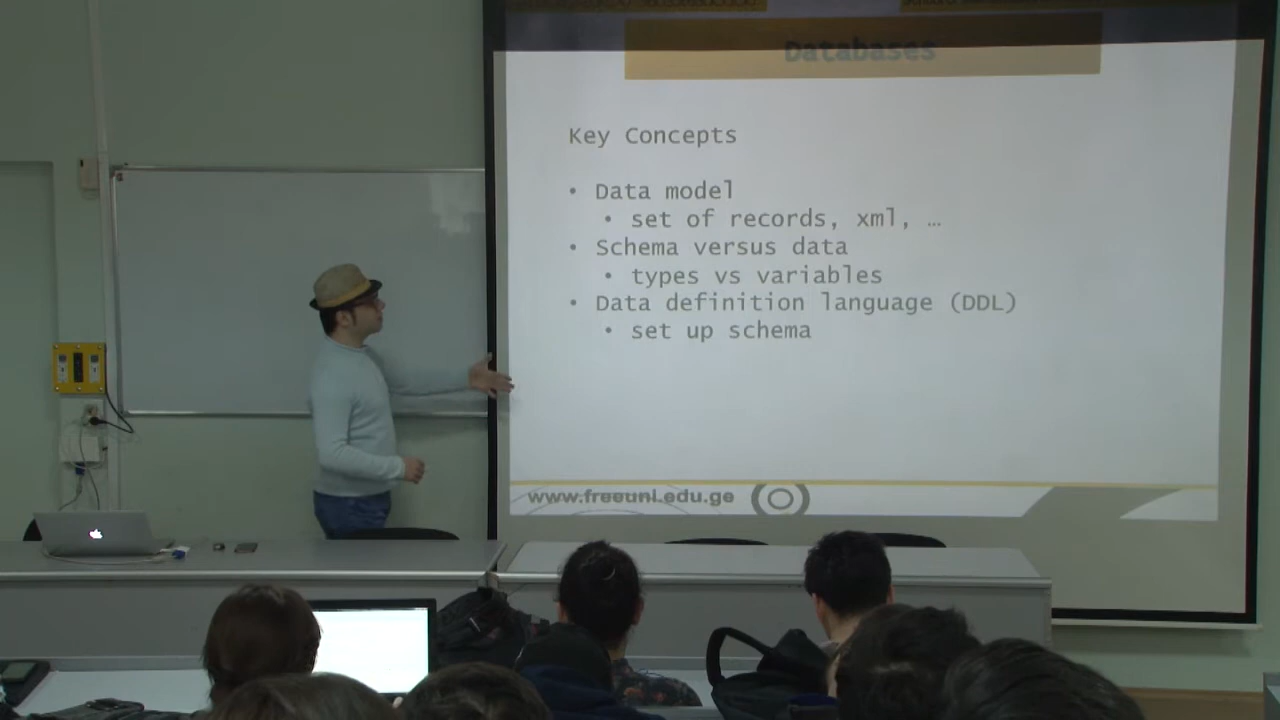 Databases
Key Concepts
• Data model
• set of records, xml, …
• Schema versus data
• types vs variables
• Data definition language (DDL)
• set up schema
www.freeuni.edu.ge